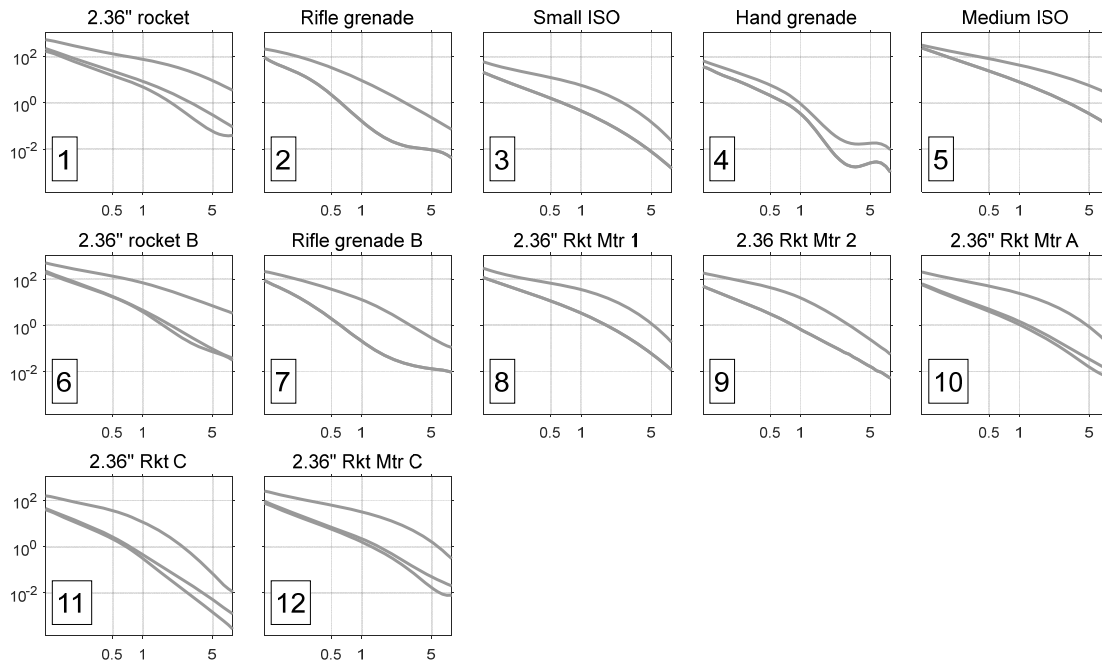 2.36" rocket
Rifle grenade
Small ISO
Hand grenade
Medium ISO
10^2
10^0
10^-2
1
2
3
4
5
0.5 1 5
0.5 1 5
0.5 1 5
0.5 1 5
0.5 1 5
2.36" rocket B
Rifle grenade B
2.36" Rkt Mtr 1
2.36 Rkt Mtr 2
2.36" Rkt Mtr A
10^2
10^0
10^-2
6
7
8
9
10
0.5 1 5
0.5 1 5
0.5 1 5
0.5 1 5
0.5 1 5
2.36" Rkt C
2.36" Rkt Mtr C
10^2
10^0
10^-2
11
12
0.5 1 5
0.5 1 5